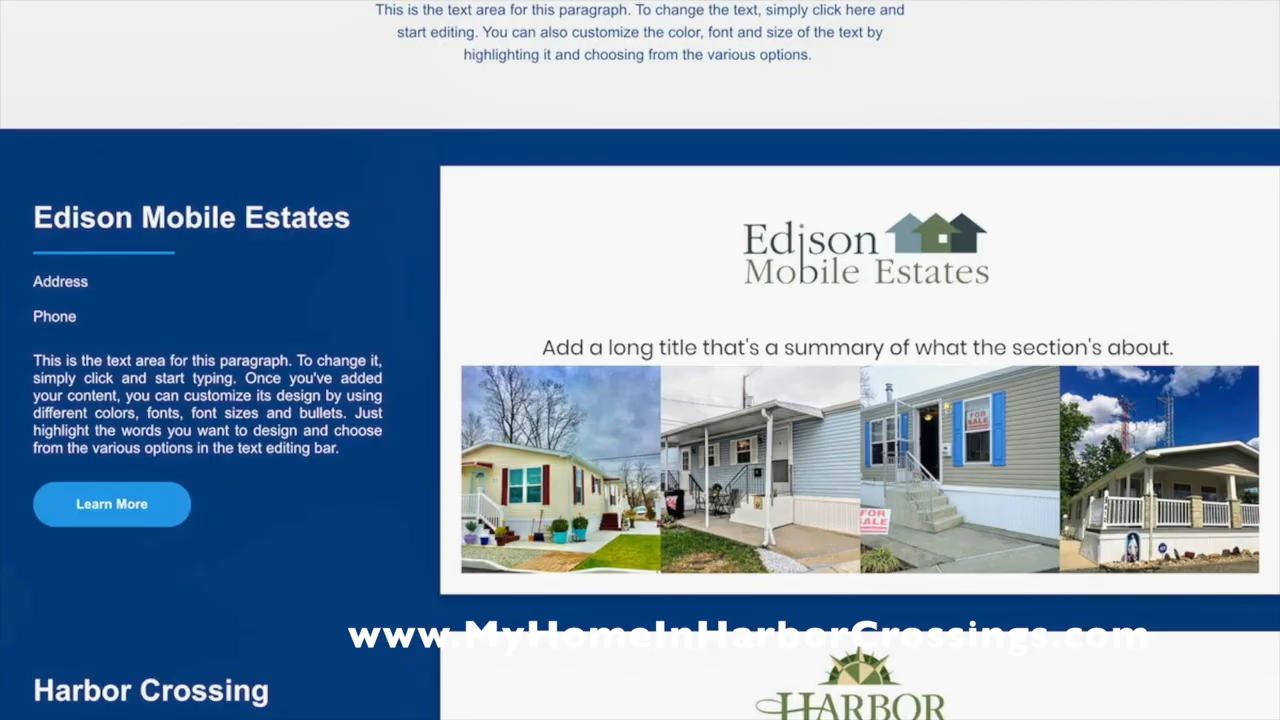 This is the text area for this paragraph. To change the text, simply click here and
start editing. You can also customize the color, font and size of the text by
highlighting it and choosing from the various options.
Edison Mobile Estates
Address
Phone
This is the text area for this paragraph. To change it,
simply click and start typing. Once you've added
your content, you can customize its design by using
different colors, fonts, font sizes and bullets. Just
highlight the words you want to design and choose
from the various options in the text editing bar.
Learn More
Edison
Mobile Estates
Add a long title that's a summary of what the section's about.
FOR
SALE
FOR
SALE
www.MyHomeInHarborCrossings.com
Harbor Crossing
HARBOR